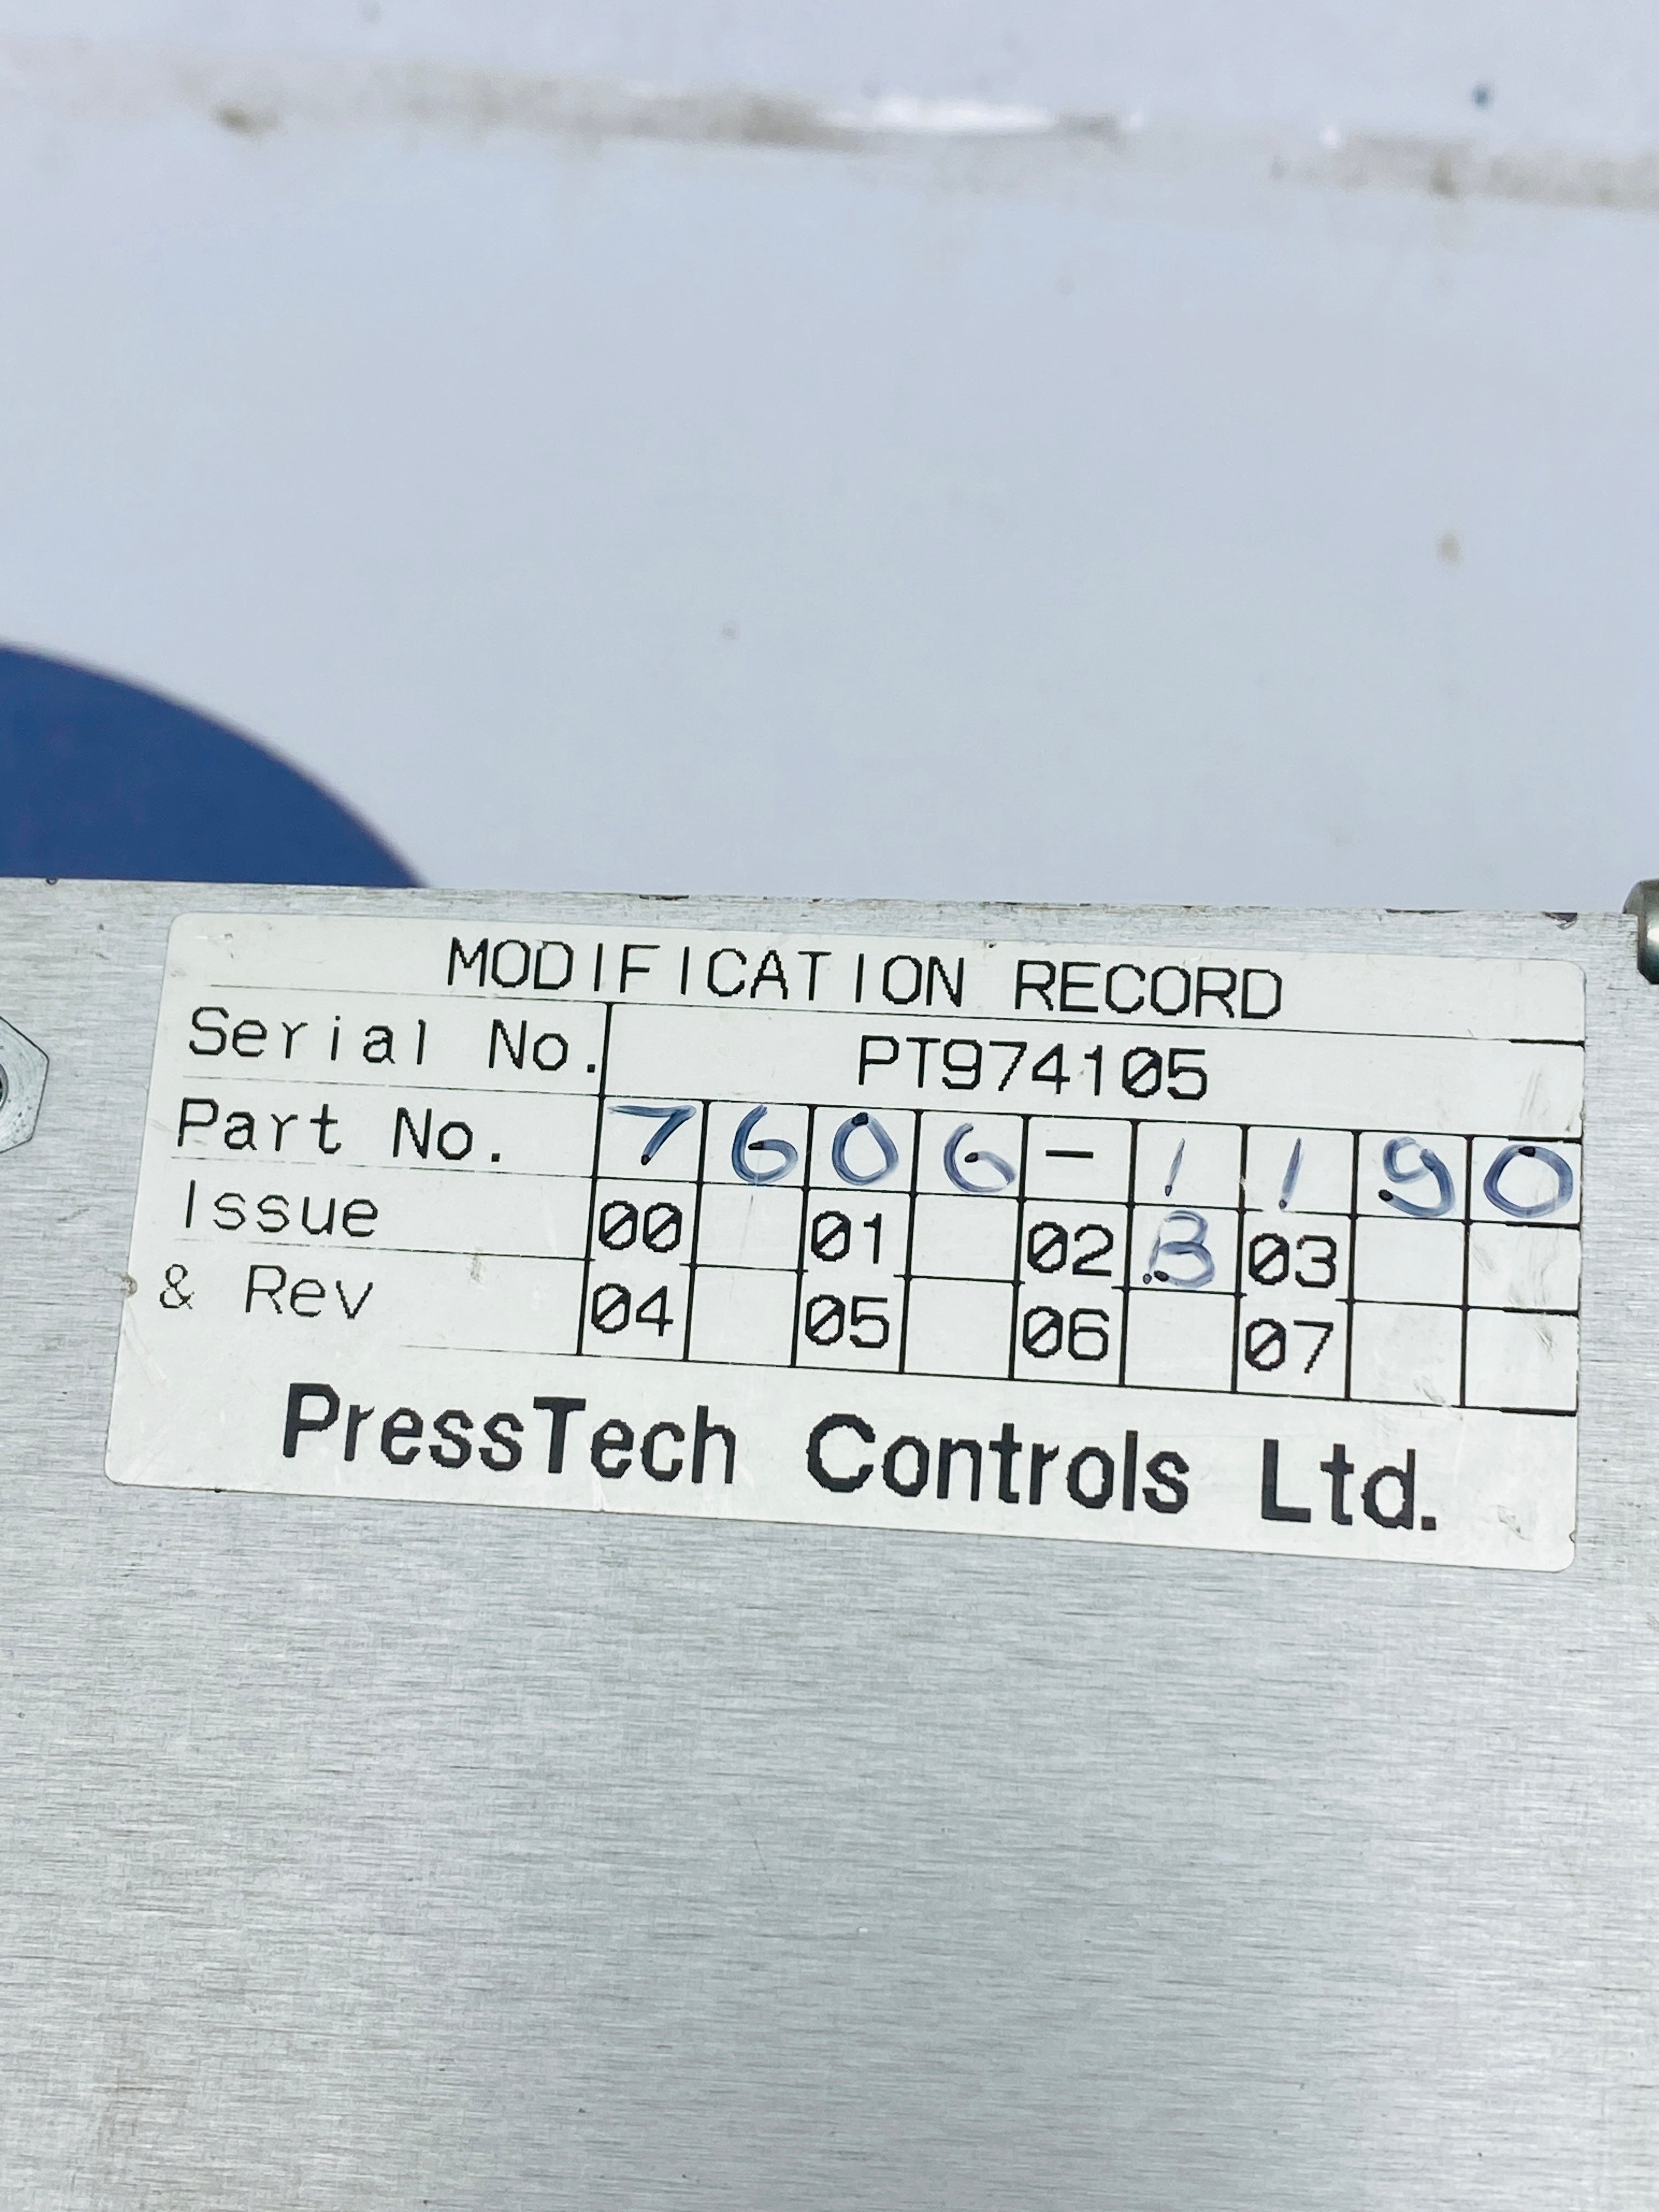 MODIFICATION RECORD
Serial No. PT974105
Part No. 7606-1190
Issue 00 01 02 B 03
& Rev 04 05 06 07
PressTech Controls Ltd.